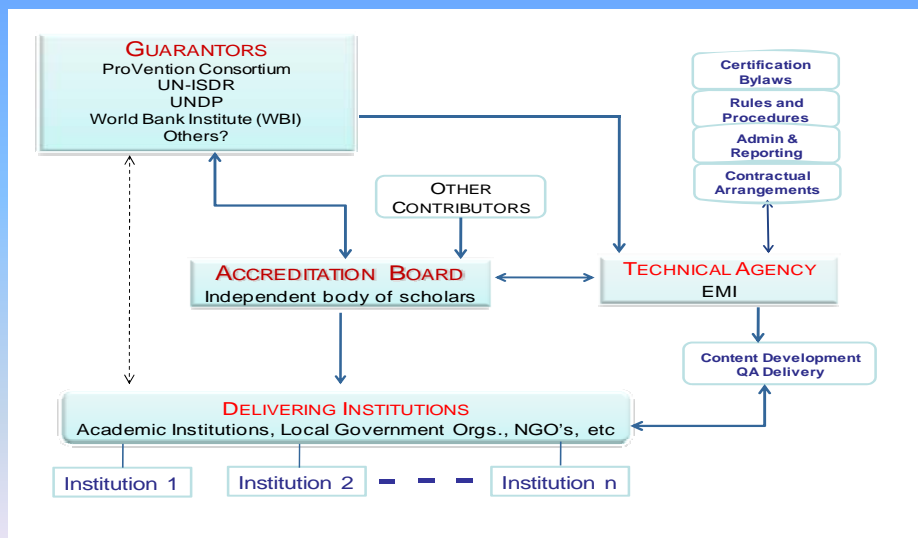 GUARANTORS
ProVention Consortium
UN-ISDR
UNDP
World Bank Institute (WBI)
Others?
Certification
Bylaws
Rules and
Procedures
Admin &
Reporting
Contractual
Arrangements
OTHER
CONTRIBUTORS
ACCREDITATION BOARD
Independent body of scholars
TECHNICAL AGENCY
EMI
Content Development
QA Delivery
DELIVERING INSTITUTIONS
Academic Institutions, Local Government Orgs., NGO's, etc
Institution 1
Institution 2
Institution n